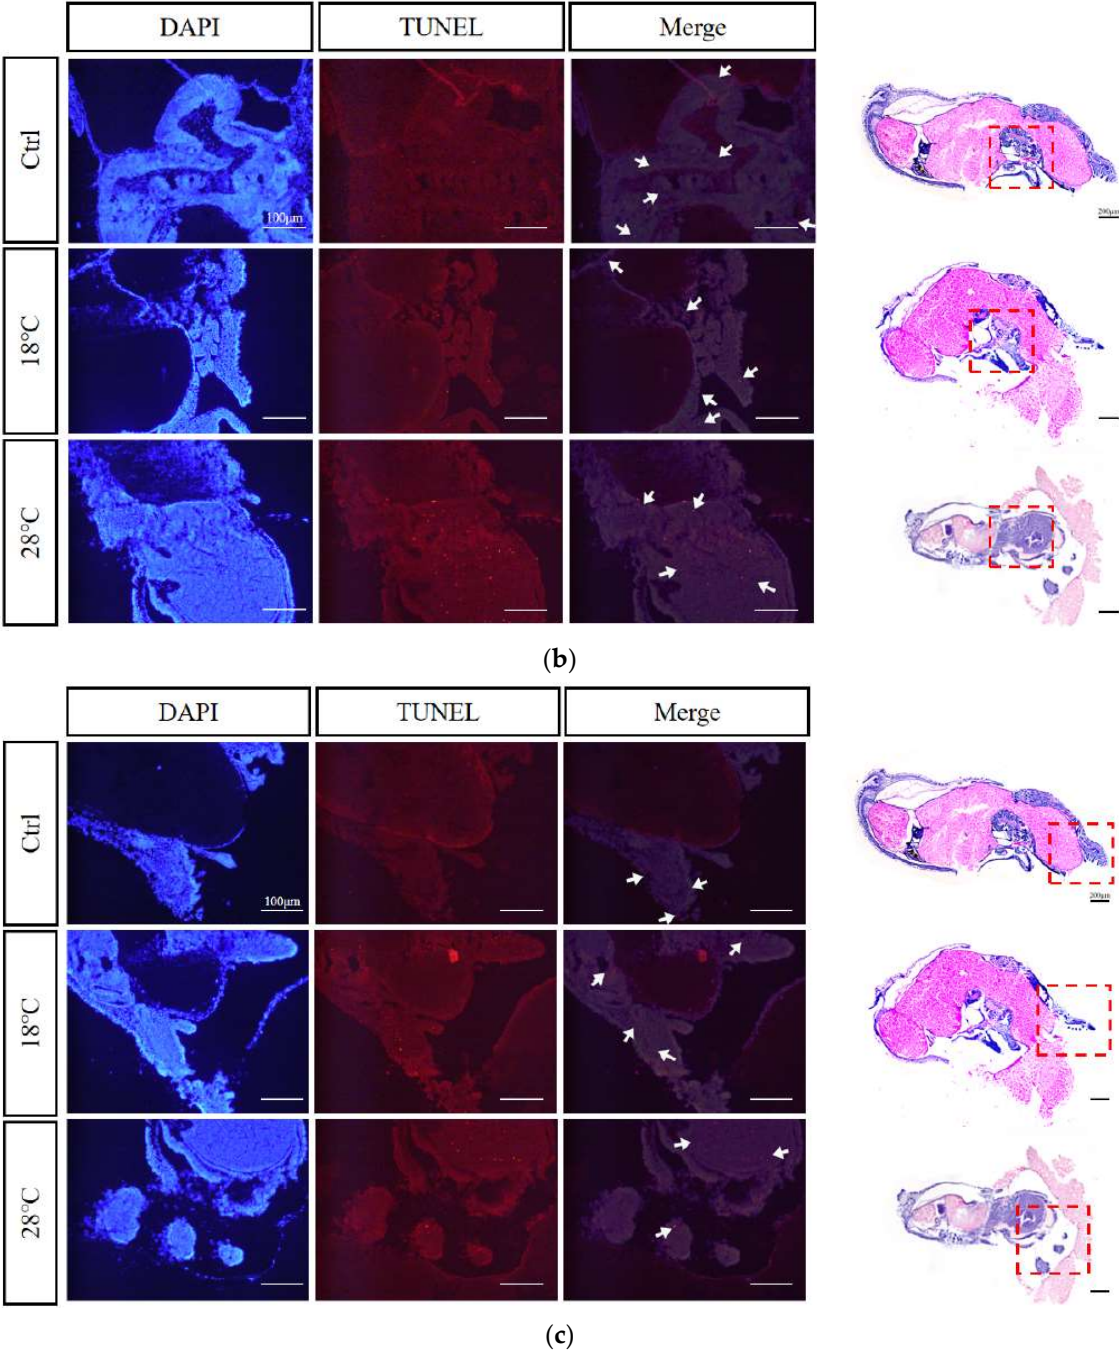 DAPI TUNEL Merge
Ctrl
100μm
200μm
18°C
28°C
(b)
DAPI TUNEL Merge
Ctrl
100μm
200μm
18°C
28°C
(c)